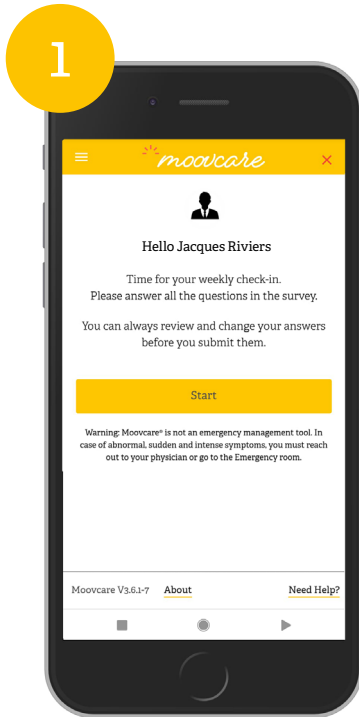 1
moovcare
Hello Jacques Riviers
Time for your weekly check-in.
Please answer all the questions in the survey.
You can always review and change your answers
before you submit them.
Start
Warning: Moovcare® is not an emergency management tool. In
case of abnormal, sudden and intense symptoms, you must reach
out to your physician or go to the Emergency room.
Moovcare V3.6.1-7 About Need Help?